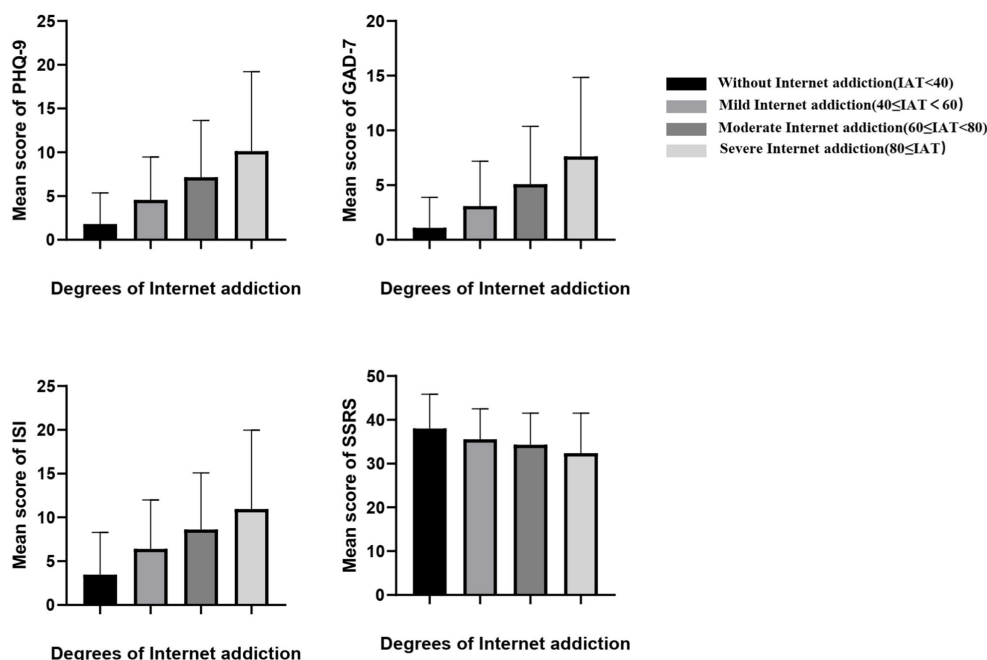 Mean score of PHQ-9
25
20
15
10
5
0
Degrees of Internet addiction
Mean score of GAD-7
20
15
10
5
0
Degrees of Internet addiction
Without Internet addiction(IAT<40)
Mild Internet addiction(40≤IAT＜60)
Moderate Internet addiction(60≤IAT<80)
Severe Internet addiction(80≤IAT)
Mean score of ISI
25
20
15
10
5
0
Degrees of Internet addiction
Mean score of SSRS
50
40
30
20
10
0
Degrees of Internet addiction